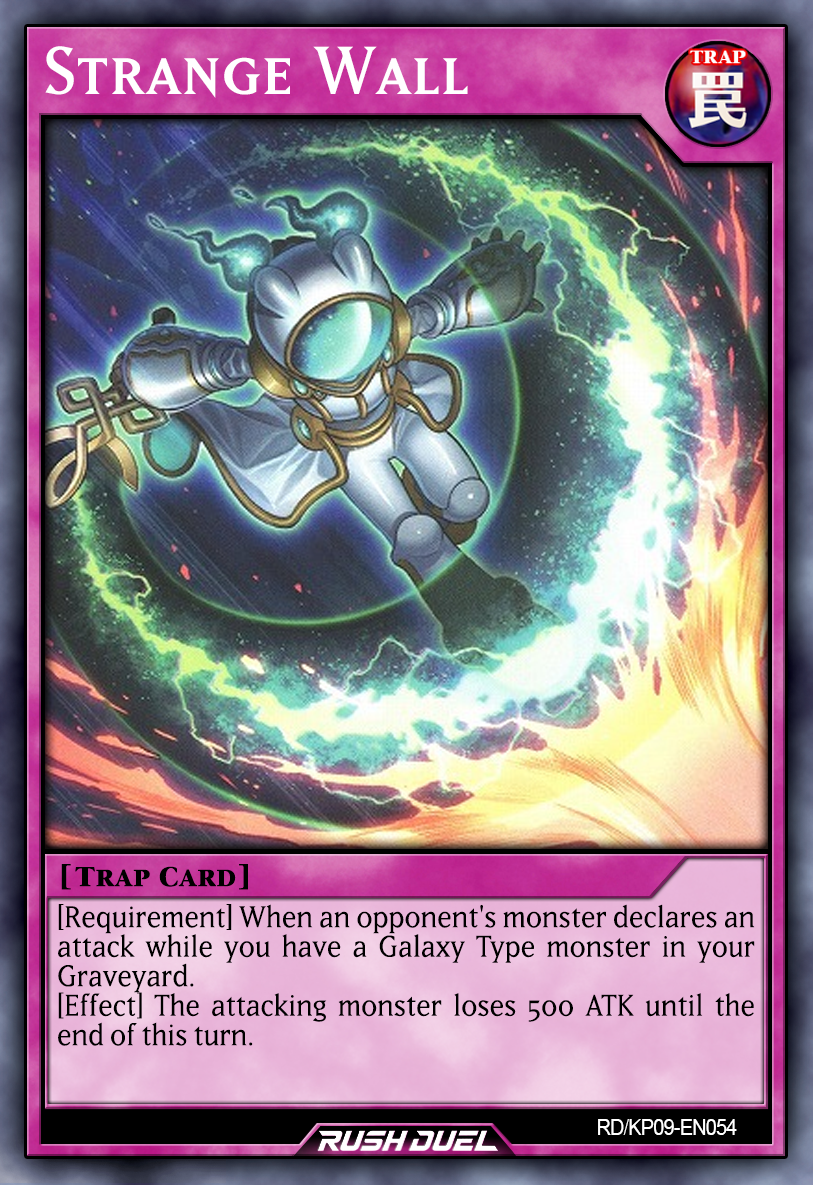 Strange Wall
TRAP
罠
[Trap Card]
[Requirement] When an opponent's monster declares an
attack while you have a Galaxy Type monster in your
Graveyard.
[Effect] The attacking monster loses 500 ATK until the
end of this turn.
RD/KP09-EN054
RUSH DUEL